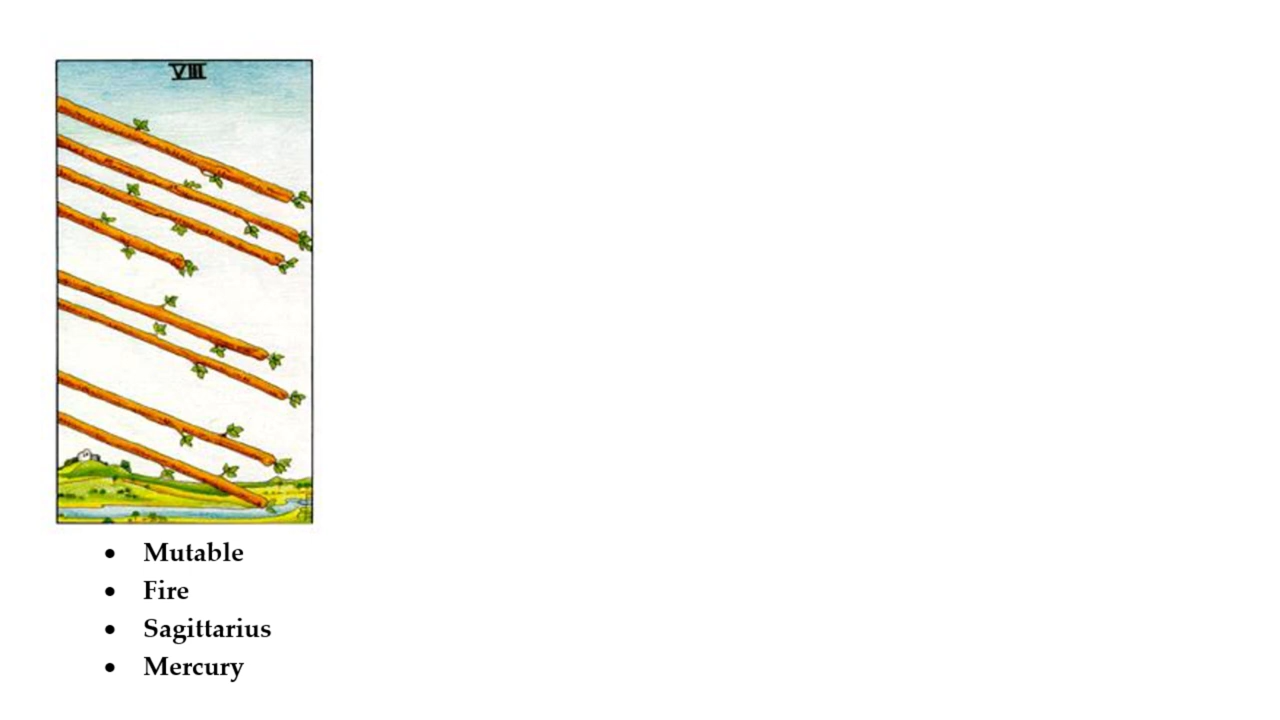 VIII
• Mutable
• Fire
• Sagittarius
• Mercury